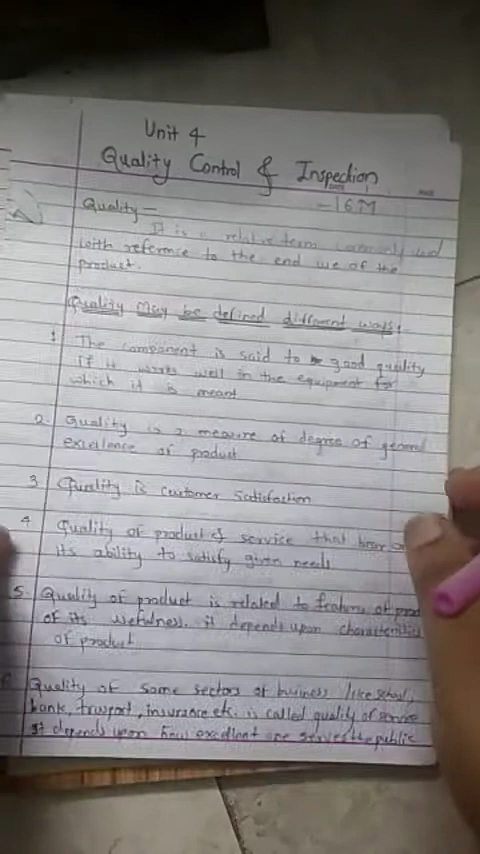 Unit 4
Quality Control & Inspection
-16M
Quality -
It is a relative term commonly used
with reference to the end use of the
product.
Quality may be defined different ways:-
1 The component is said to be good quality
If it works well in the equipment for
which it is meant
2. Quality is a measure of degree of general
excellence of product
3 Quality is customer satisfaction
4 Quality of product & service that bear on
its ability to satisfy given needs
5. Quality of product is related to features of prod
of its usefulness. it depends upon characteristics
of product
Quality of some sectors of buiness like school,
bank, trasport, insurance etc. is called quality of service
It depends upon how excellent one serves the public